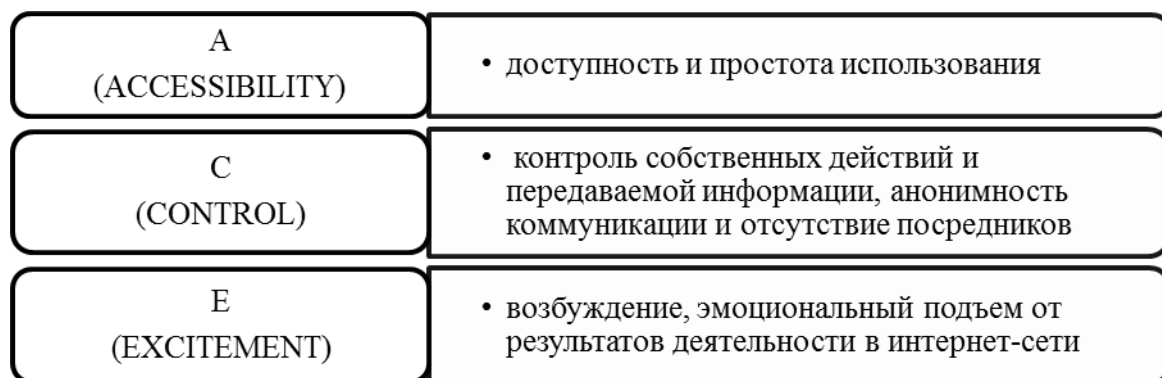 A
(ACCESSIBILITY)
• доступность и простота использования
C
(CONTROL)
• контроль собственных действий и
передаваемой информации, анонимность
коммуникации и отсутствие посредников
E
(EXCITEMENT)
• возбуждение, эмоциональный подъем от
результатов деятельности в интернет-сети